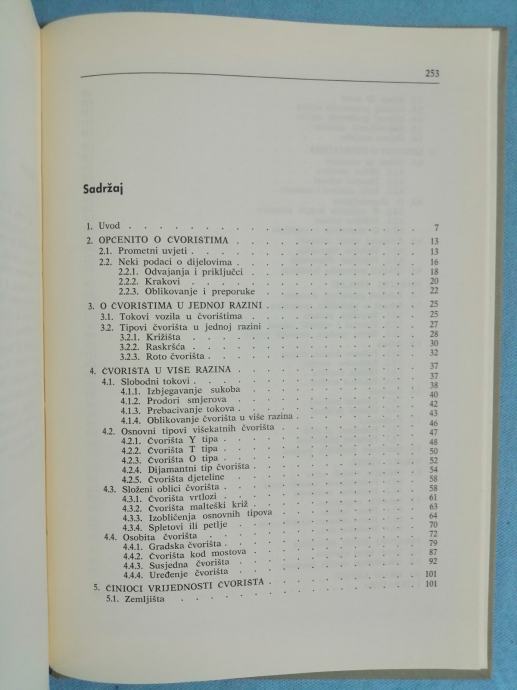 253
Sadržaj
1. Uvod . . . 7
2. OPĆENITO O ČVORIŠTIMA . . . 13
2.1. Prometni uvjeti . . . 13
2.2. Neki podaci o dijelovima . . . 16
2.2.1. Odvajanja i priključci . . . 18
2.2.2. Krakovi . . . 20
2.2.3. Oblikovanje i preporuke . . . 22
3. O ČVORIŠTIMA U JEDNOJ RAZINI . . . 25
3.1. Tokovi vozila u čvorištima . . . 25
3.2. Tipovi čvorišta u jednoj razini . . . 27
3.2.1. Križišta . . . 28
3.2.2. Raskršća . . . 30
3.2.3. Roto čvorišta . . . 32
4. ČVORIŠTA U VIŠE RAZINA . . . 37
4.1. Slobodni tokovi . . . 37
4.1.1. Izbjegavanje sukoba . . . 38
4.1.2. Prodori smjerova . . . 40
4.1.3. Prebacivanje tokova . . . 42
4.1.4. Oblikovanje čvorišta u više razina . . . 43
4.2. Osnovni tipovi višekatnih čvorišta . . . 46
4.2.1. Čvorišta Y tipa . . . 47
4.2.2. Čvorišta T tipa . . . 48
4.2.3. Čvorišta O tipa . . . 50
4.2.4. Dijamantni tip čvorišta . . . 52
4.2.5. Čvorišta djeteline . . . 54
4.3. Složeni oblici čvorišta . . . 58
4.3.1. Čvorišta vrtlozi . . . 58
4.3.2. Čvorišta malteški križ . . . 61
4.3.3. Izobličenja osnovnih tipova . . . 63
4.3.4. Spletovi ili petlje . . . 64
4.4. Osobita čvorišta . . . 70
4.4.1. Gradska čvorišta . . . 72
4.4.2. Čvorišta kod mostova . . . 79
4.4.3. Susjedna čvorišta . . . 87
4.4.4. Uređenje čvorišta . . . 92
5. ČINIOCI VRIJEDNOSTI ČVORIŠTA . . . 101
5.1. Zemljišta . . . 101